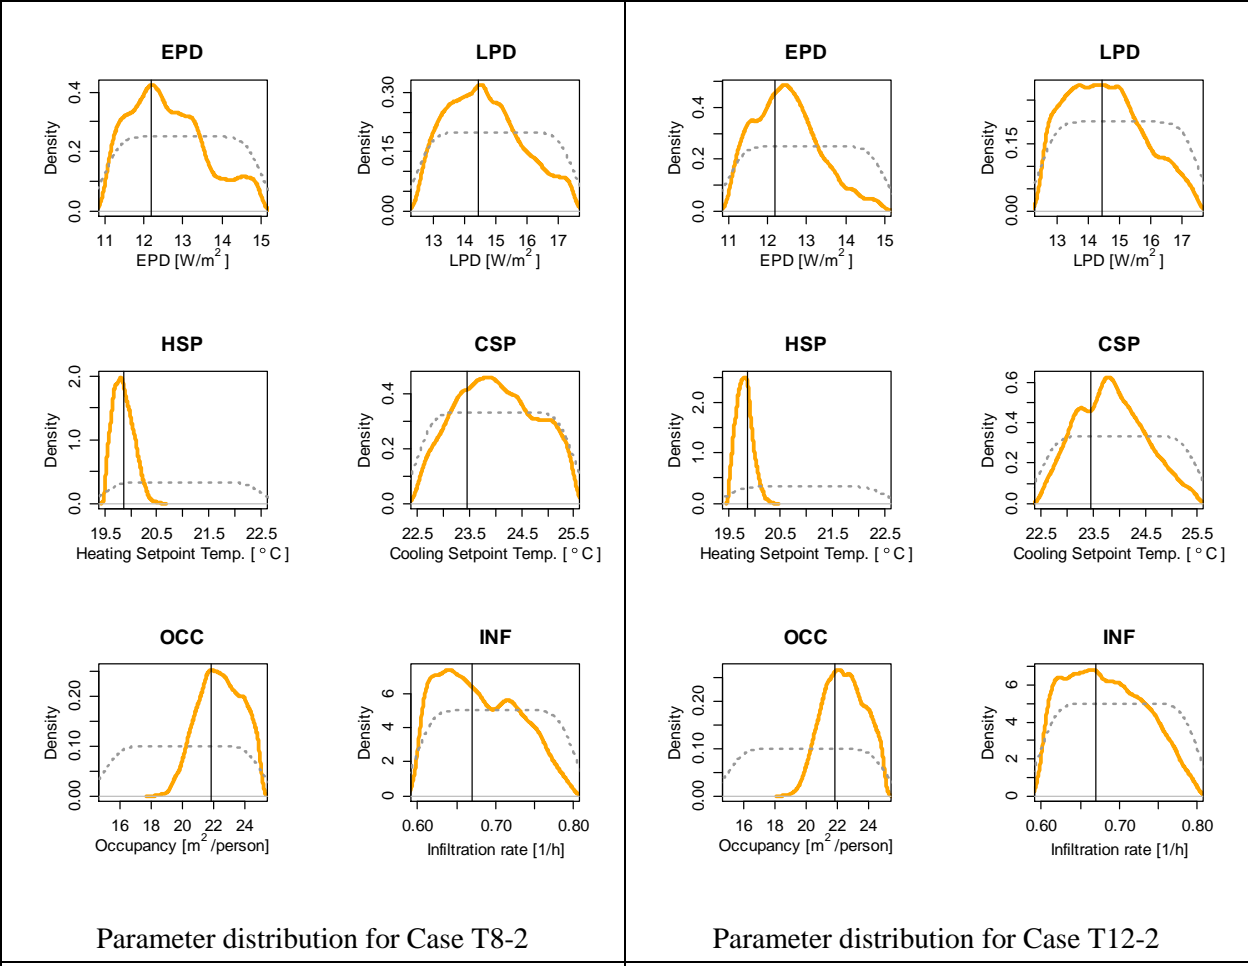 EPD
Density
0.0 0.2 0.4
11 12 13 14 15
EPD [W/m2 ]
LPD
Density
0.00 0.15 0.30
13 14 15 16 17
LPD [W/m2 ]
HSP
Density
0.0 1.0 2.0
19.5 20.5 21.5 22.5
Heating Setpoint Temp. [ ° C ]
CSP
Density
0.0 0.2 0.4
22.5 23.5 24.5 25.5
Cooling Setpoint Temp. [ ° C ]
OCC
Density
0.00 0.10 0.20
16 18 20 22 24
Occupancy [m2 /person]
INF
Density
0 2 4 6
0.60 0.70 0.80
Infiltration rate [1/h]
Parameter distribution for Case T8-2
EPD
Density
0.0 0.2 0.4
11 12 13 14 15
EPD [W/m2 ]
LPD
Density
0.00 0.15
13 14 15 16 17
LPD [W/m2 ]
HSP
Density
0.0 1.0 2.0
19.5 20.5 21.5 22.5
Heating Setpoint Temp. [ ° C ]
CSP
Density
0.0 0.2 0.4 0.6
22.5 23.5 24.5 25.5
Cooling Setpoint Temp. [ ° C ]
OCC
Density
0.00 0.10 0.20
16 18 20 22 24
Occupancy [m2 /person]
INF
Density
0 2 4 6
0.60 0.70 0.80
Infiltration rate [1/h]
Parameter distribution for Case T12-2